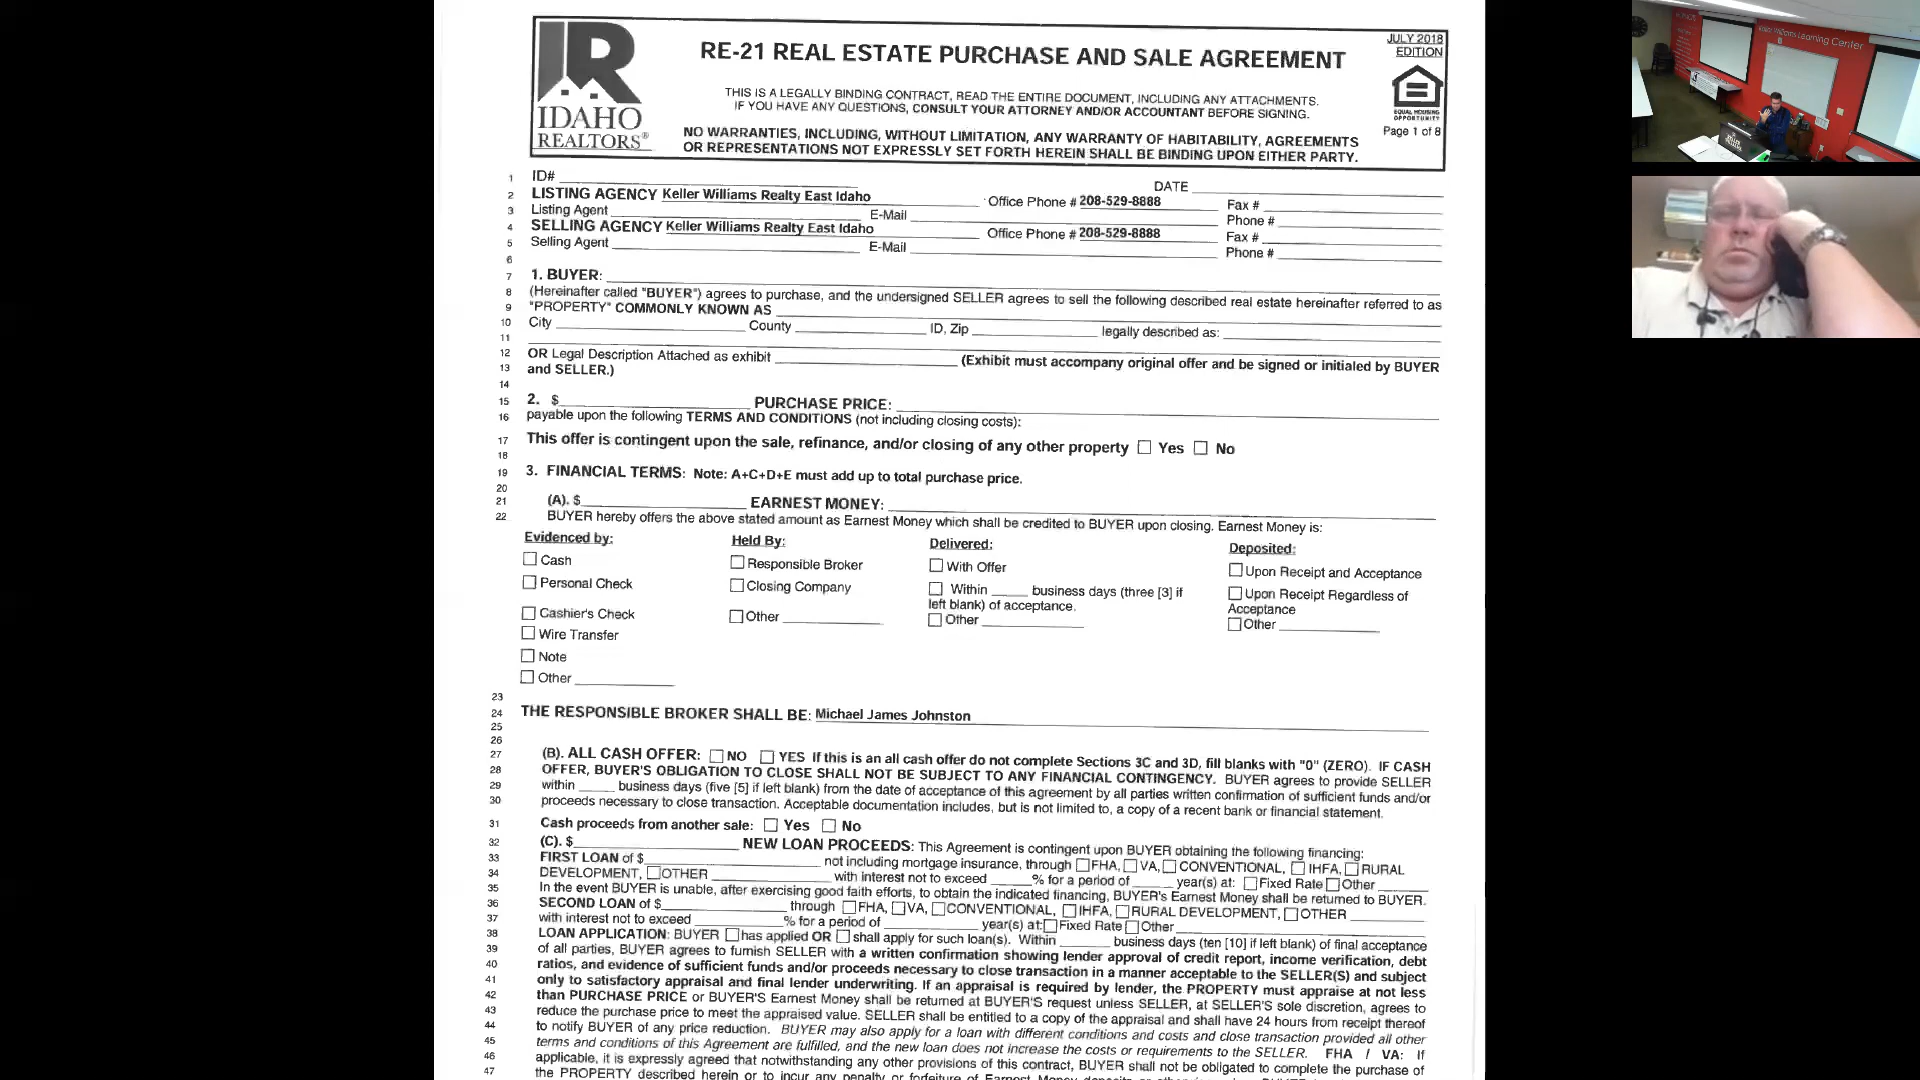 IR
IDAHO
REALTORS®
RE-21 REAL ESTATE PURCHASE AND SALE AGREEMENT
JULY 2018
EDITION
THIS IS A LEGALLY BINDING CONTRACT, READ THE ENTIRE DOCUMENT, INCLUDING ANY ATTACHMENTS.
IF YOU HAVE ANY QUESTIONS, CONSULT YOUR ATTORNEY AND/OR ACCOUNTANT BEFORE SIGNING.
EQUAL HOUSING
OPPORTUNITY
Page 1 of 8
NO WARRANTIES, INCLUDING, WITHOUT LIMITATION, ANY WARRANTY OF HABITABILITY, AGREEMENTS
OR REPRESENTATIONS NOT EXPRESSLY SET FORTH HEREIN SHALL BE BINDING UPON EITHER PARTY.
1 ID# DATE
2 LISTING AGENCY Keller Williams Realty East Idaho Office Phone # 208-529-8888 Fax #
3 Listing Agent E-Mail Phone #
4 SELLING AGENCY Keller Williams Realty East Idaho Office Phone # 208-529-8888 Fax #
5 Selling Agent E-Mail Phone #
6
7 1. BUYER:
8 (Hereinafter called "BUYER") agrees to purchase, and the undersigned SELLER agrees to sell the following described real estate hereinafter referred to as
9 "PROPERTY" COMMONLY KNOWN AS
10 City County ID, Zip legally described as:
11
12 OR Legal Description Attached as exhibit (Exhibit must accompany original offer and be signed or initialed by BUYER
13 and SELLER.)
14
15 2. $ PURCHASE PRICE:
16 payable upon the following TERMS AND CONDITIONS (not including closing costs):
17 This offer is contingent upon the sale, refinance, and/or closing of any other property Yes No
18
19 3. FINANCIAL TERMS: Note: A+C+D+E must add up to total purchase price.
20
21 (A). $ EARNEST MONEY:
22 BUYER hereby offers the above stated amount as Earnest Money which shall be credited to BUYER upon closing. Earnest Money is:
Evidenced by: Held By: Delivered: Deposited:
Cash Responsible Broker With Offer Upon Receipt and Acceptance
Personal Check Closing Company Within business days (three [3] if Upon Receipt Regardless of
left blank) of acceptance. Acceptance
Cashier's Check Other Other Other
Wire Transfer
Note
Other
23
24 THE RESPONSIBLE BROKER SHALL BE: Michael James Johnston
25
26
27 (B). ALL CASH OFFER: NO YES If this is an all cash offer do not complete Sections 3C and 3D, fill blanks with "0" (ZERO). IF CASH
28 OFFER, BUYER'S OBLIGATION TO CLOSE SHALL NOT BE SUBJECT TO ANY FINANCIAL CONTINGENCY. BUYER agrees to provide SELLER
29 within business days (five [5] if left blank) from the date of acceptance of this agreement by all parties written confirmation of sufficient funds and/or
30 proceeds necessary to close transaction. Acceptable documentation includes, but is not limited to, a copy of a recent bank or financial statement.
31 Cash proceeds from another sale: Yes No
32 (C). $ NEW LOAN PROCEEDS: This Agreement is contingent upon BUYER obtaining the following financing:
33 FIRST LOAN of $ not including mortgage insurance, through FHA, VA, CONVENTIONAL, IHFA, RURAL
34 DEVELOPMENT, OTHER with interest not to exceed % for a period of year(s) at: Fixed Rate Other
35 In the event BUYER is unable, after exercising good faith efforts, to obtain the indicated financing, BUYER's Earnest Money shall be returned to BUYER.
36 SECOND LOAN of $ through FHA, VA, CONVENTIONAL, IHFA, RURAL DEVELOPMENT, OTHER
37 with interest not to exceed % for a period of year(s) at: Fixed Rate Other
38 LOAN APPLICATION: BUYER has applied OR shall apply for such loan(s). Within business days (ten [10] if left blank) of final acceptance
39 of all parties, BUYER agrees to furnish SELLER with a written confirmation showing lender approval of credit report, income verification, debt
40 ratios, and evidence of sufficient funds and/or proceeds necessary to close transaction in a manner acceptable to the SELLER(S) and subject
41 only to satisfactory appraisal and final lender underwriting. If an appraisal is required by lender, the PROPERTY must appraise at not less
42 than PURCHASE PRICE or BUYER'S Earnest Money shall be returned at BUYER'S request unless SELLER, at SELLER'S sole discretion, agrees to
43 reduce the purchase price to meet the appraised value. SELLER shall be entitled to a copy of the appraisal and shall have 24 hours from receipt thereof
44 to notify BUYER of any price reduction. BUYER may also apply for a loan with different conditions and costs and close transaction provided all other
45 terms and conditions of this Agreement are fulfilled, and the new loan does not increase the costs or requirements to the SELLER. FHA / VA: If
46 applicable, it is expressly agreed that notwithstanding any other provisions of this contract, BUYER shall not be obligated to complete the purchase of
47 the PROPERTY described herein or to incur any penalty or forfeiture of Earnest Money
Keller Williams Learning Center